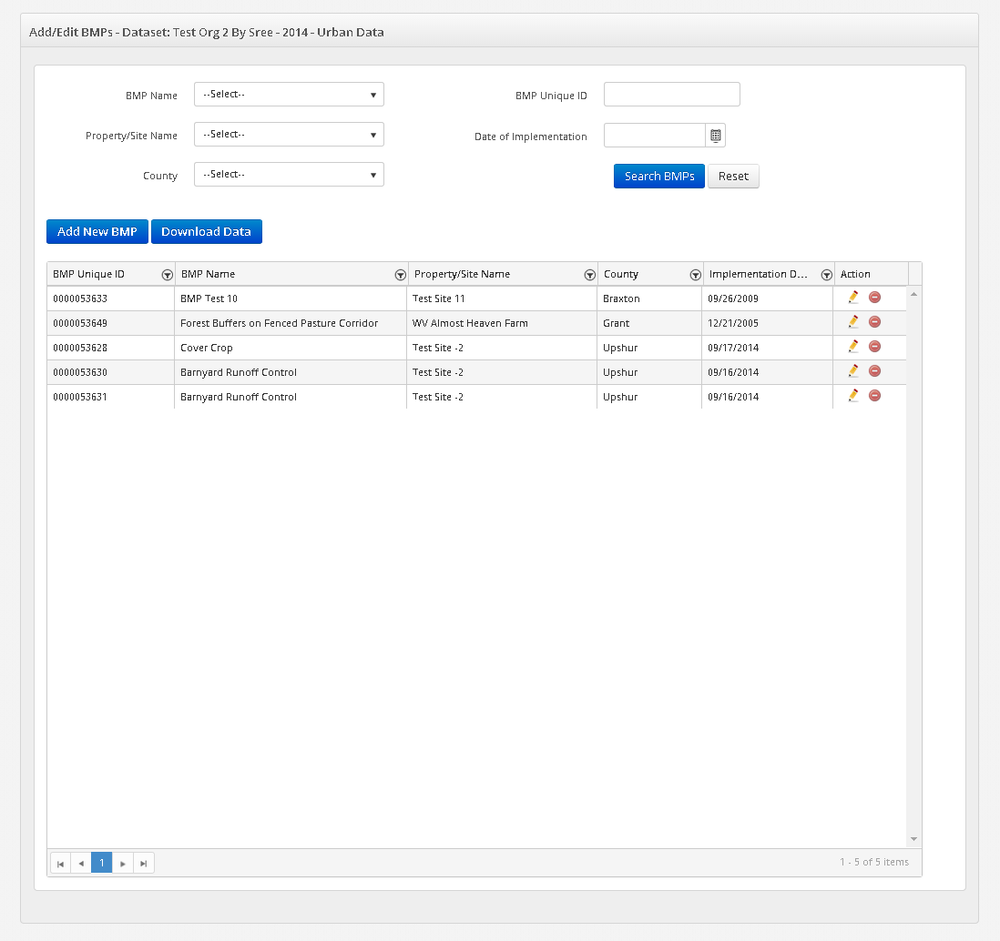 Add/Edit BMPs - Dataset: Test Org 2 By Sree - 2014 - Urban Data
BMP Name --Select-- BMP Unique ID
Property/Site Name --Select-- Date of Implementation
County --Select-- Search BMPs Reset
Add New BMP Download Data
BMP Unique ID BMP Name Property/Site Name County Implementation D... Action
0000053633 BMP Test 10 Test Site 11 Braxton 09/26/2009
0000053649 Forest Buffers on Fenced Pasture Corridor WV Almost Heaven Farm Grant 12/21/2005
0000053628 Cover Crop Test Site -2 Upshur 09/17/2014
0000053630 Barnyard Runoff Control Test Site -2 Upshur 09/16/2014
0000053631 Barnyard Runoff Control Test Site -2 Upshur 09/16/2014
1 1 - 5 of 5 items